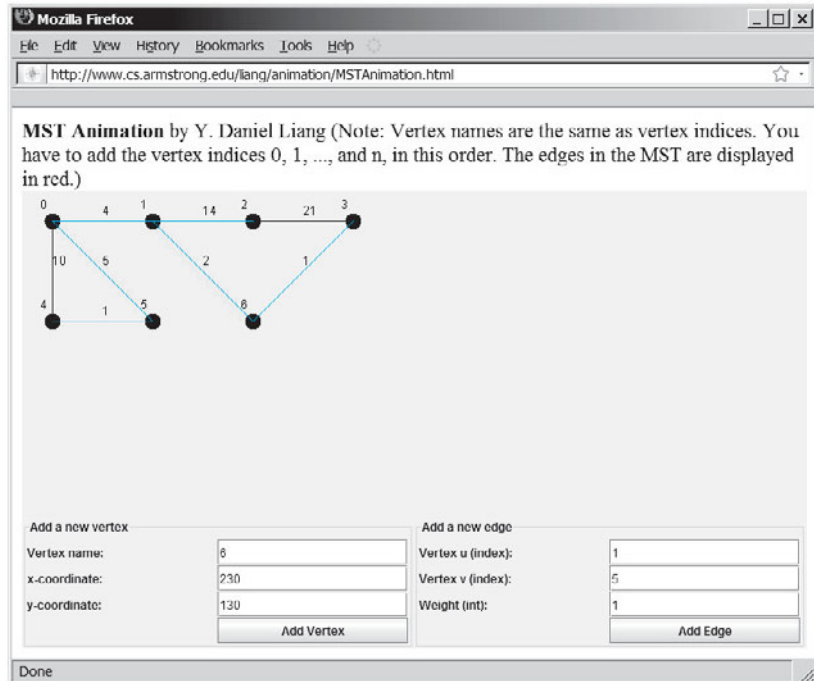 Mozilla Firefox
File Edit View History Bookmarks Tools Help
http://www.cs.armstrong.edu/liang/animation/MSTAnimation.html
MST Animation by Y. Daniel Liang (Note: Vertex names are the same as vertex indices. You
have to add the vertex indices 0, 1, ..., and n, in this order. The edges in the MST are displayed
in red.)
0 4 1 14 2 21 3
10 5 2 1
4 1 5 6
Add a new vertex
Vertex name: 6
x-coordinate: 230
y-coordinate: 130
Add Vertex
Add a new edge
Vertex u (index): 1
Vertex v (index): 5
Weight (int): 1
Add Edge
Done